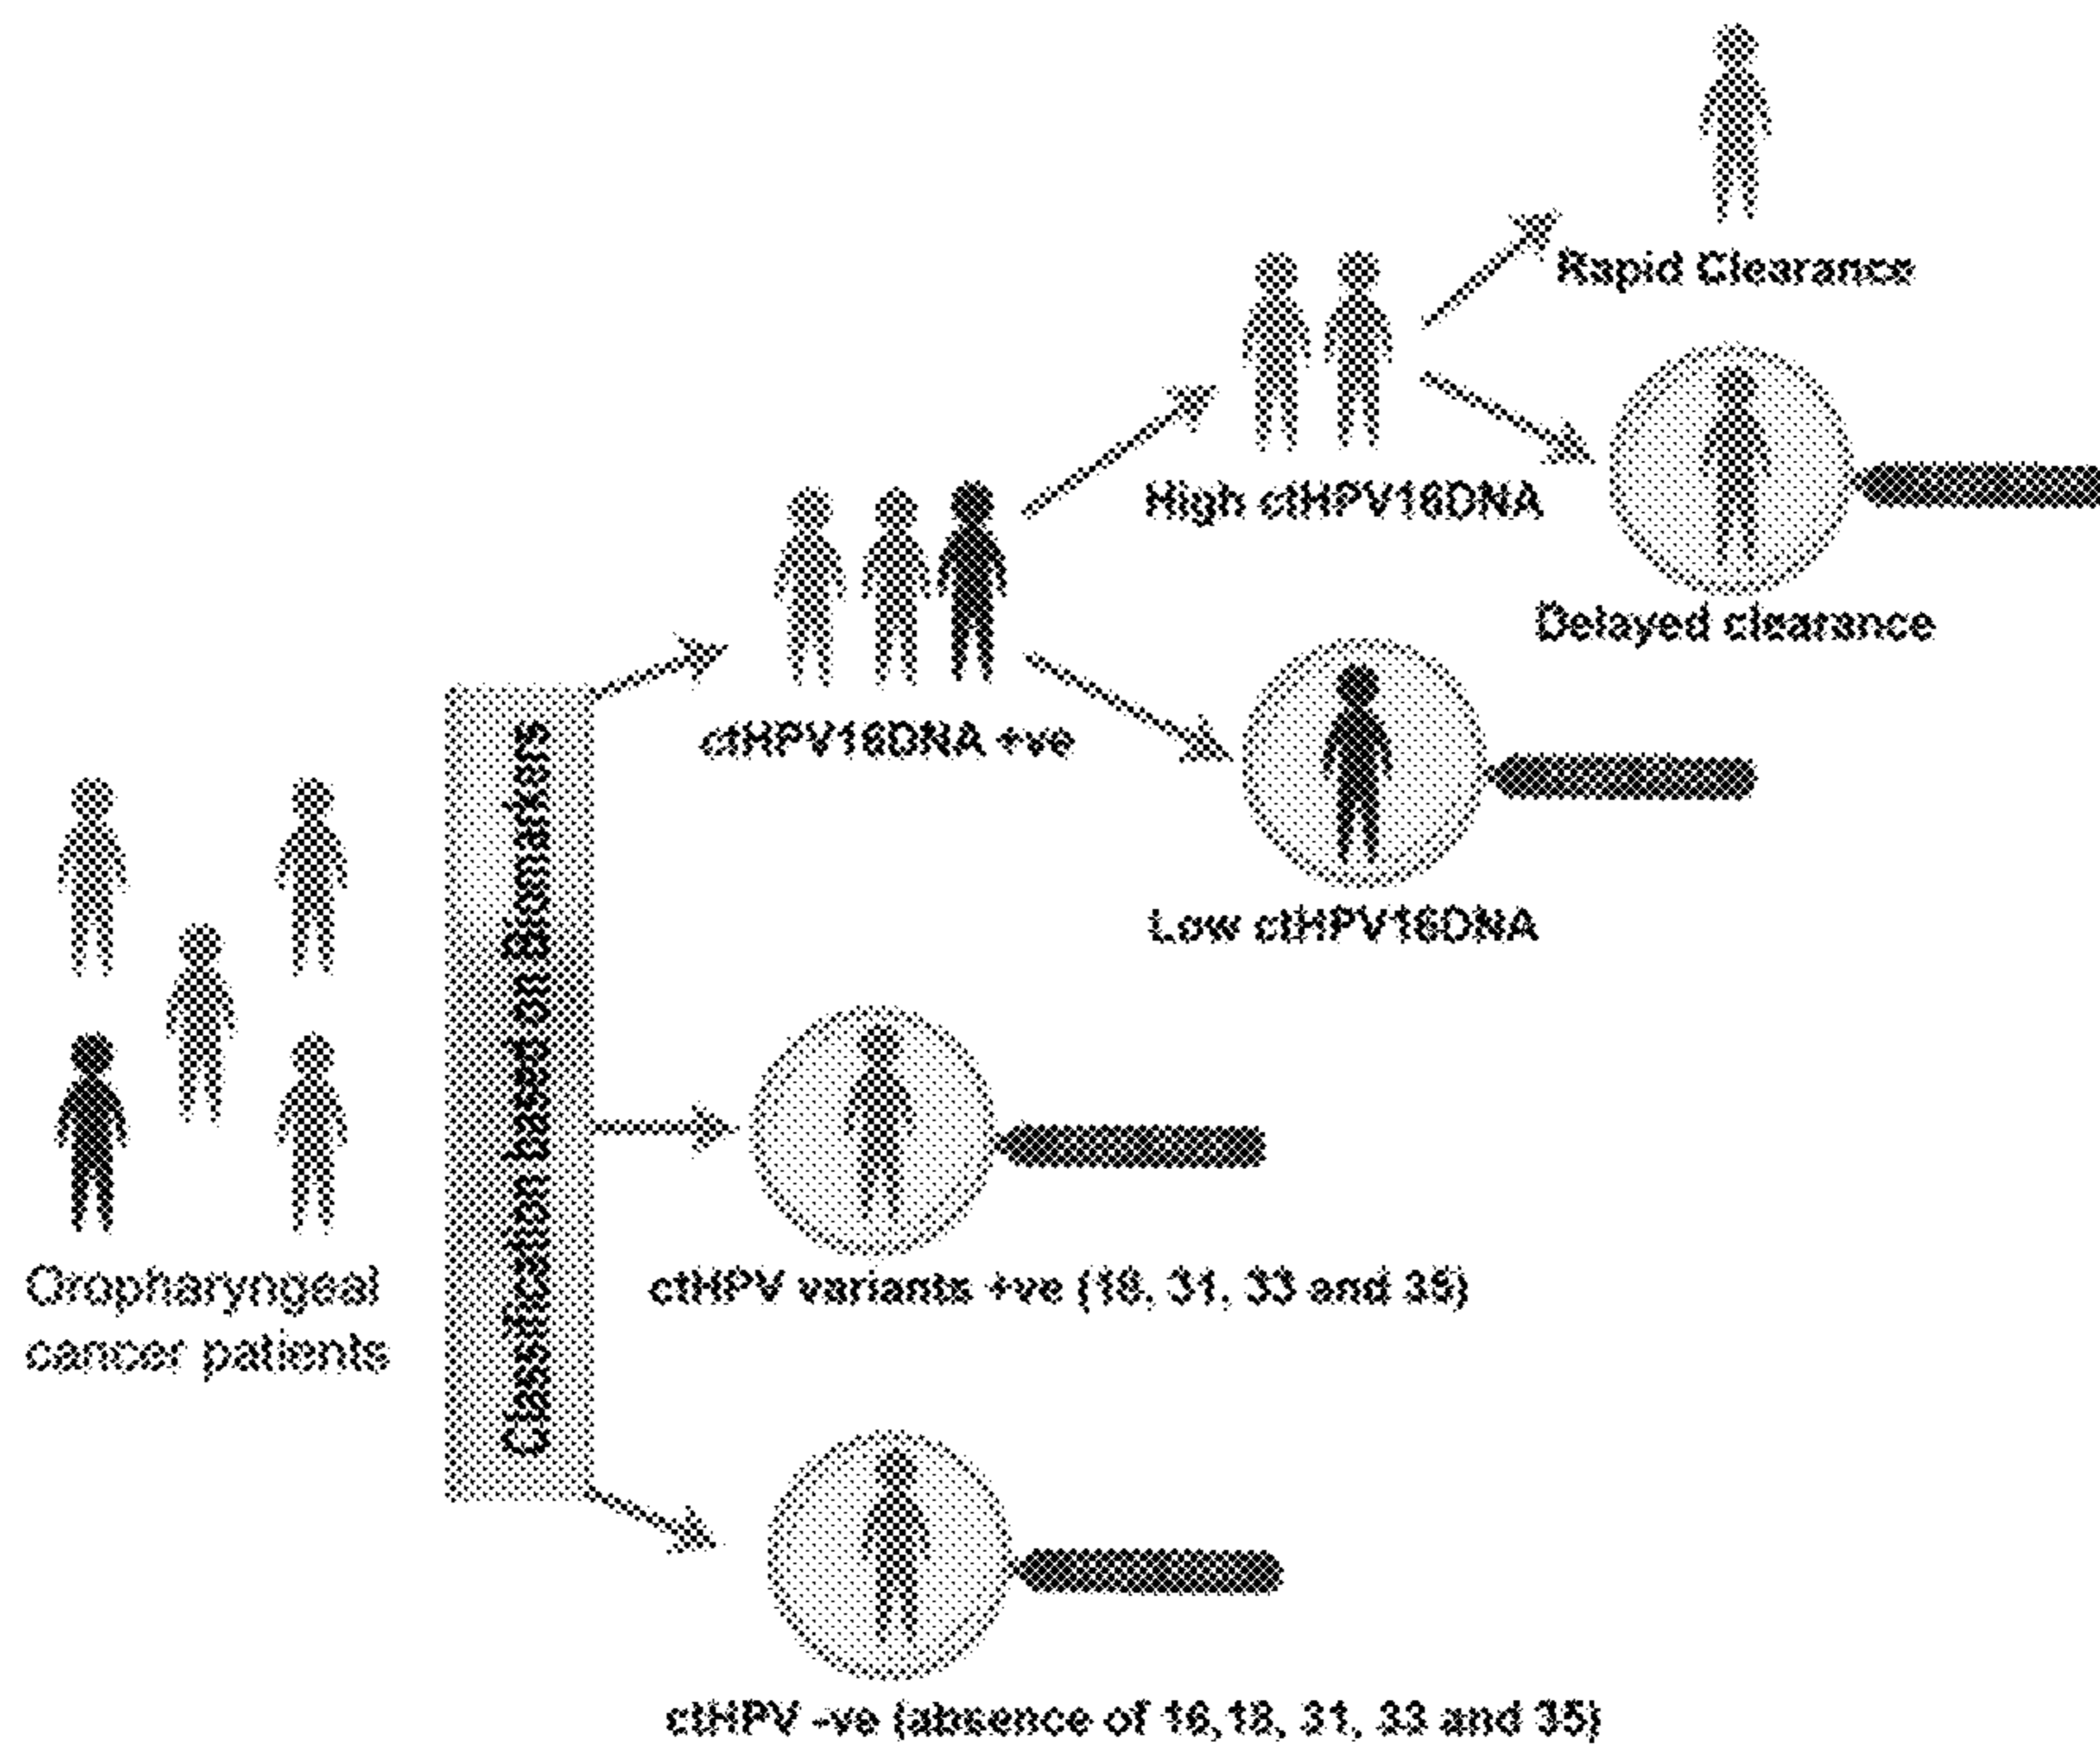 Rapid Clearance
High ctHPV16DNA
Delayed clearance
ctHPV16DNA +ve
Low ctHPV16DNA
Classification based on Biomarkers
Oropharyngeal
cancer patients
ctHPV variants +ve (18, 31, 33 and 35)
ctHPV -ve (absence of 16,18, 31, 33 and 35)